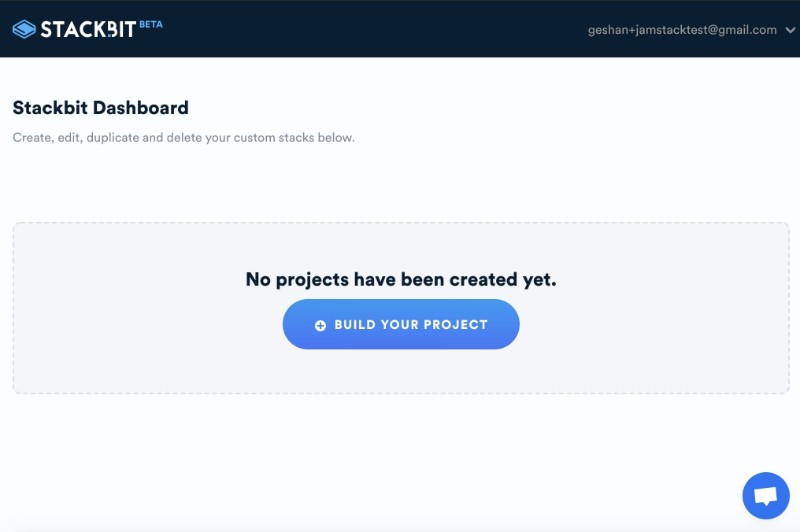 STACKBIT BETA
geshan+jamstacktest@gmail.com
Stackbit Dashboard
Create, edit, duplicate and delete your custom stacks below.
No projects have been created yet.
BUILD YOUR PROJECT